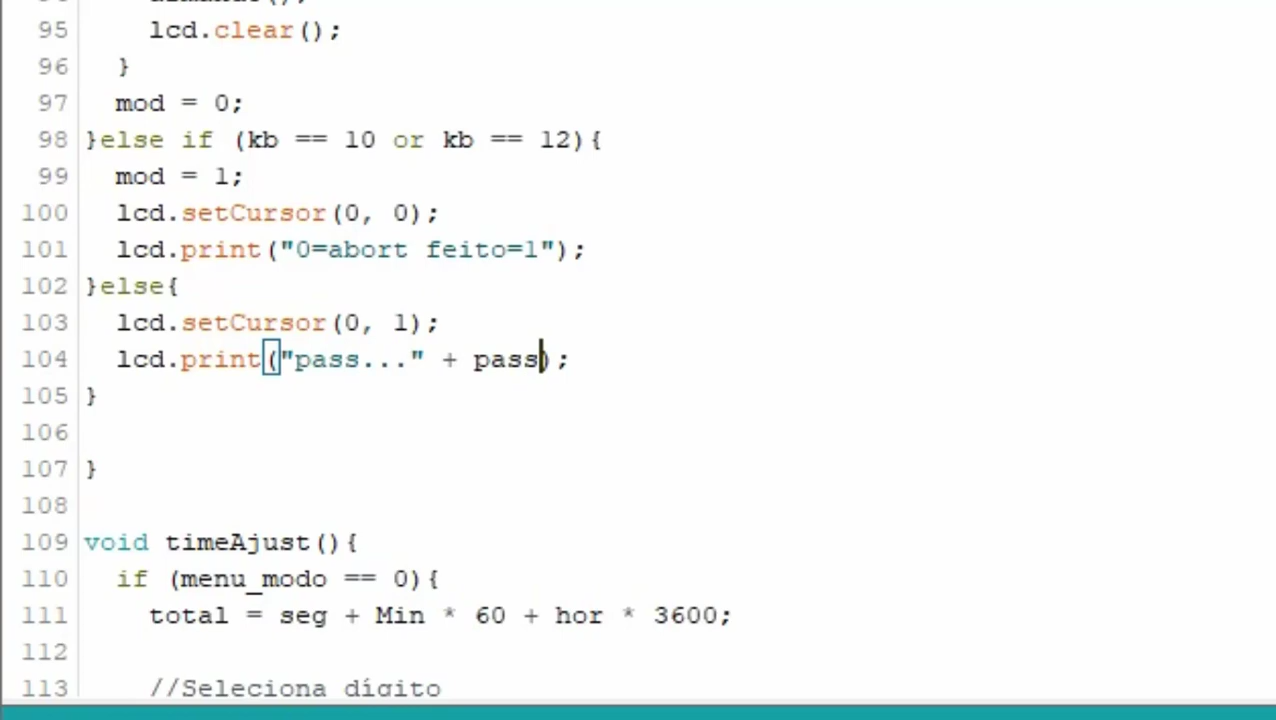 95 lcd.clear();
96 }
97 mod = 0;
98 }else if (kb == 10 or kb == 12){
99 mod = 1;
100 lcd.setCursor(0, 0);
101 lcd.print("0=abort feito=1");
102 }else{
103 lcd.setCursor(0, 1);
104 lcd.print("pass..." + pass);
105 }
106
107 }
108
109 void timeAjust(){
110 if (menu_modo == 0){
111 total = seg + Min * 60 + hor * 3600;
112
113 //Seleciona dígito